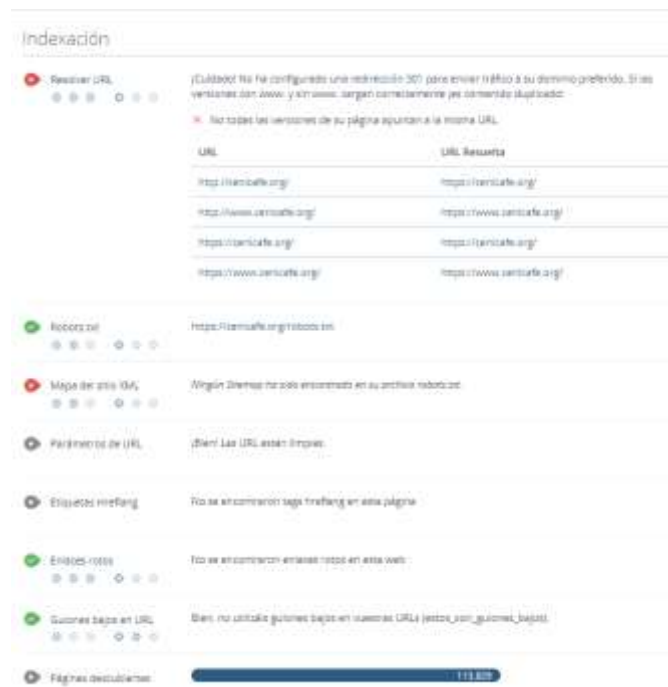 Indexación
Resolver URL
¡Cuidado! No ha configurado una redirección 301 para enviar tráfico a su dominio preferido. Si las
versiones con www. y sin www. cargan correctamente ¡es contenido duplicado!
No todas las versiones de su página apuntan a la misma URL.
URL URL Resuelta
http://cenicafe.org/ https://cenicafe.org/
http://www.cenicafe.org/ https://www.cenicafe.org/
https://cenicafe.org/ https://cenicafe.org/
https://www.cenicafe.org/ https://www.cenicafe.org/
Robots.txt https://cenicafe.org/robots.txt
Mapa del sitio XML Ningún Sitemap ha sido encontrado en su archivo robots.txt
Parámetros de URL ¡Bien! Las URL están limpias.
Etiquetas Hreflang No se encontraron tags hreflang en esta página
Enlaces rotos No se encontraron enlaces rotos en esta web
Guiones bajos en URL Bien, no utilizáis guiones bajos en vuestras URLs (estos_son_guiones_bajos).
Páginas